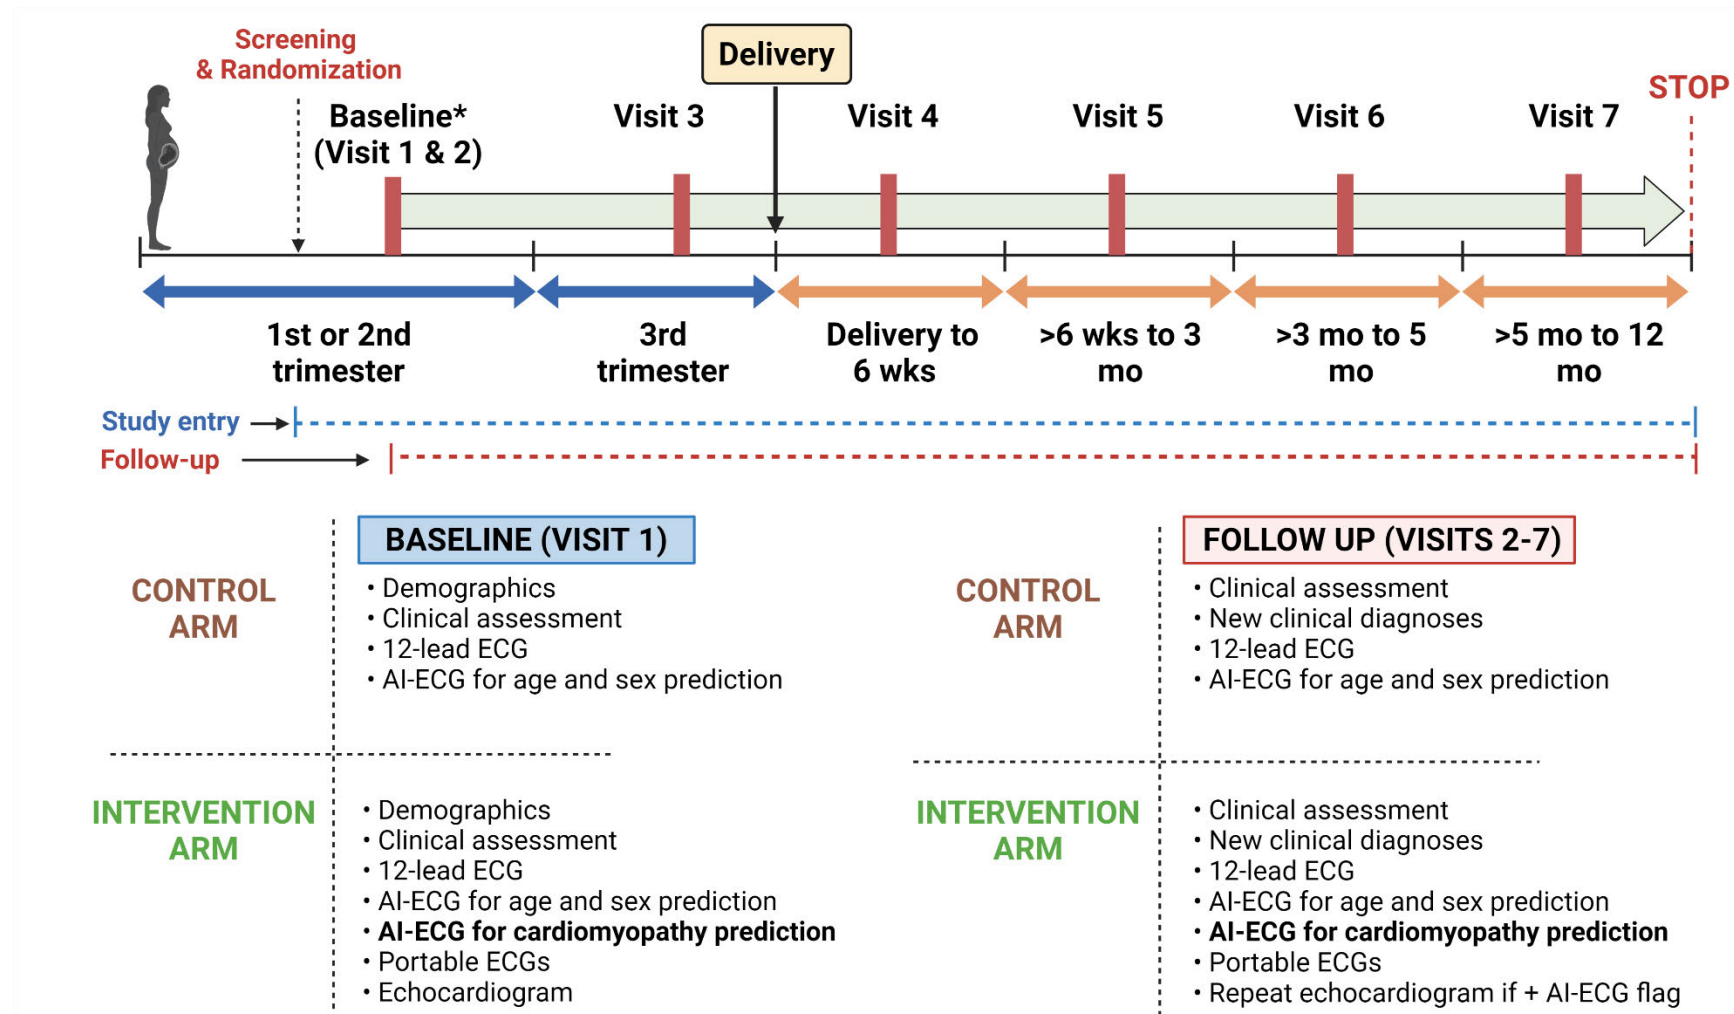 Screening
& Randomization
Delivery
STOP
Baseline*
(Visit 1 & 2)
Visit 3
Visit 4
Visit 5
Visit 6
Visit 7
1st or 2nd
trimester
3rd
trimester
Delivery to
6 wks
>6 wks to 3
mo
>3 mo to 5
mo
>5 mo to 12
mo
Study entry
Follow-up
BASELINE (VISIT 1)
CONTROL
ARM
• Demographics
• Clinical assessment
• 12-lead ECG
• AI-ECG for age and sex prediction
INTERVENTION
ARM
• Demographics
• Clinical assessment
• 12-lead ECG
• AI-ECG for age and sex prediction
• AI-ECG for cardiomyopathy prediction
• Portable ECGs
• Echocardiogram
FOLLOW UP (VISITS 2-7)
CONTROL
ARM
• Clinical assessment
• New clinical diagnoses
• 12-lead ECG
• AI-ECG for age and sex prediction
INTERVENTION
ARM
• Clinical assessment
• New clinical diagnoses
• 12-lead ECG
• AI-ECG for age and sex prediction
• AI-ECG for cardiomyopathy prediction
• Portable ECGs
• Repeat echocardiogram if + AI-ECG flag